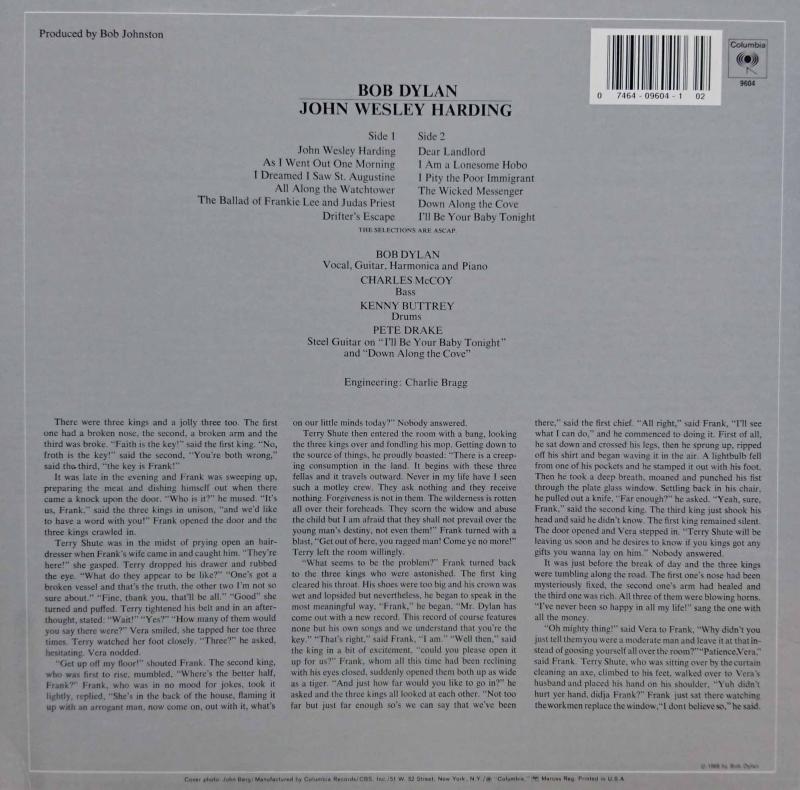 Produced by Bob Johnston
Columbia
9604
0 7464 - 09604 - 1 02
BOB DYLAN
JOHN WESLEY HARDING
Side 1
John Wesley Harding
As I Went Out One Morning
I Dreamed I Saw St. Augustine
All Along the Watchtower
The Ballad of Frankie Lee and Judas Priest
Drifter's Escape
Side 2
Dear Landlord
I Am a Lonesome Hobo
I Pity the Poor Immigrant
The Wicked Messenger
Down Along the Cove
I'll Be Your Baby Tonight
THE SELECTIONS ARE ASCAP.
BOB DYLAN
Vocal, Guitar, Harmonica and Piano
CHARLES McCOY
Bass
KENNY BUTTREY
Drums
PETE DRAKE
Steel Guitar on "I'll Be Your Baby Tonight"
and "Down Along the Cove"
Engineering: Charlie Bragg
There were three kings and a jolly three too. The first
one had a broken nose, the second, a broken arm and the
third was broke. "Faith is the key!" said the first king. "No,
froth is the key!" said the second, "You're both wrong,"
said the third, "the key is Frank!"
It was late in the evening and Frank was sweeping up,
preparing the meat and dishing himself out when there
came a knock upon the door. "Who is it?" he mused. "It's
us, Frank," said the three kings in unison, "and we'd like
to have a word with you!" Frank opened the door and the
three kings crawled in.
Terry Shute was in the midst of prying open an hair-
dresser when Frank's wife came in and caught him. "They're
here!" she gasped. Terry dropped his drawer and rubbed
the eye. "What do they appear to be like?" "One's got a
broken vessel and that's the truth, the other two I'm not so
sure about." "Fine, thank you, that'll be all." "Good" she
turned and puffed. Terry tightened his belt and in an after-
thought, stated: "Wait!" "Yes?" "How many of them would
you say there were?" Vera smiled, she tapped her toe three
times. Terry watched her foot closely. "Three?" he asked,
hesitating. Vera nodded.
"Get up off my floor!" shouted Frank. The second king,
who was first to rise, mumbled, "Where's the better half,
Frank?" Frank, who was in no mood for jokes, took it
lightly, replied, "She's in the back of the house, flaming it
up with an arrogant man, now come on, out with it, what's
on our little minds today?" Nobody answered.
Terry Shute then entered the room with a bang, looking
the three kings over and fondling his mop. Getting down to
the source of things, he proudly boasted: "There is a creep-
ing consumption in the land. It begins with these three
fellas and it travels outward. Never in my life have I seen
such a motley crew. They ask nothing and they receive
nothing. Forgiveness is not in them. The wilderness is rotten
all over their foreheads. They scorn the widow and abuse
the child but I am afraid that they shall not prevail over the
young man's destiny, not even them!" Frank turned with a
blast, "Get out of here, you ragged man! Come ye no more!"
Terry left the room willingly.
"What seems to be the problem?" Frank turned back
to the three kings who were astonished. The first king
cleared his throat. His shoes were too big and his crown was
wet and lopsided but nevertheless, he began to speak in the
most meaningful way, "Frank," he began. "Mr. Dylan has
come out with a new record. This record of course features
none but his own songs and we understand that you're the
key." "That's right," said Frank, "I am." "Well then," said
the king in a bit of excitement, "could you please open it
up for us?" Frank, whom all this time had been reclining
with his eyes closed, suddenly opened them both up as wide
as a tiger. "And just how far would you like to go in?" he
asked and the three kings all looked at each other. "Not too
far but just far enough so's we can say that we've been
there," said the first chief. "All right," said Frank, "I'll see
what I can do," and he commenced to doing it. First of all,
he sat down and crossed his legs, then he sprung up, ripped
off his shirt and began waving it in the air. A lightbulb fell
from one of his pockets and he stamped it out with his foot.
Then he took a deep breath, moaned and punched his fist
through the plate glass window. Settling back in his chair,
he pulled out a knife, "Far enough?" he asked. "Yeah, sure,
Frank," said the second king. The third king just shook his
head and said he didn't know. The first king remained silent.
The door opened and Vera stepped in. "Terry Shute will be
leaving us soon and he desires to know if you kings got any
gifts you wanna lay on him." Nobody answered.
It was just before the break of day and the three kings
were tumbling along the road. The first one's nose had been
mysteriously fixed, the second one's arm had healed and
the third one was rich. All three of them were blowing horns.
"I've never been so happy in all my life!" sang the one with
all the money.
"Oh mighty thing!" said Vera to Frank, "Why didn't you
just tell them you were a moderate man and leave it at that in-
stead of goosing yourself all over the room?" "Patience, Vera,"
said Frank. Terry Shute, who was sitting over by the curtain
cleaning an axe, climbed to his feet, walked over to Vera's
husband and placed his hand on his shoulder, "Yuh didn't
hurt yer hand, didja Frank?" Frank just sat there watching
the workmen replace the window, "I dont believe so," he said.
© 1968 by Bob Dylan
Cover photo: John Berg/Manufactured by Columbia Records/CBS, Inc./51 W. 52 Street, New York, N.Y./® "Columbia," Marcas Reg. Printed in U.S.A.